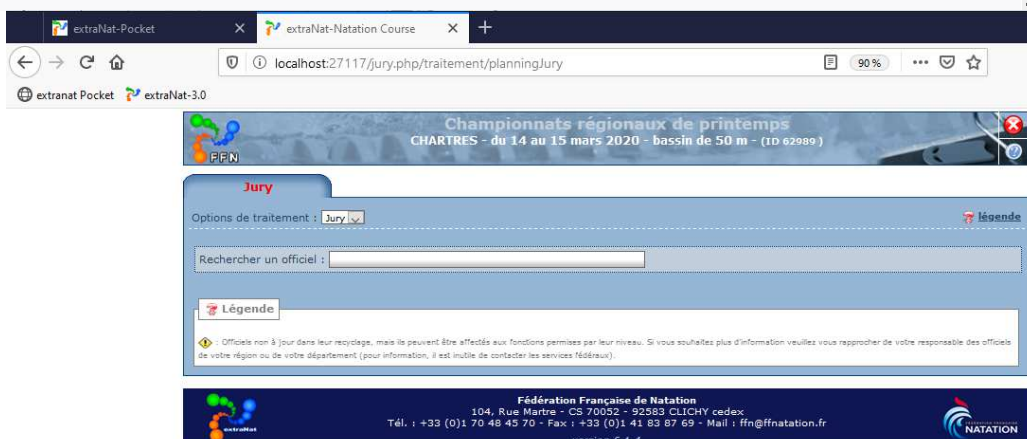 extraNat-Pocket
extraNat-Natation Course
localhost:27117/jury.php/traitement/planningJury
90 %
extranat Pocket
extraNat-3.0
FFN
Championnats régionaux de printemps
CHARTRES - du 14 au 15 mars 2020 - bassin de 50 m - (ID 62989 )
Jury
Options de traitement : Jury
légende
Rechercher un officiel :
Légende
: Officiels non à jour dans leur recyclage, mais ils peuvent être affectés aux fonctions permises par leur niveau. Si vous souhaitez plus d'information veuillez vous rapprocher de votre responsable des officiels
de votre région ou de votre département (pour information, il est inutile de contacter les services fédéraux).
Fédération Française de Natation
104, Rue Martre - CS 70052 - 92583 CLICHY cedex
Tél. : +33 (0)1 70 48 45 70 - Fax : +33 (0)1 41 83 87 69 - Mail : ffn@ffnatation.fr
extraNat
NATATION